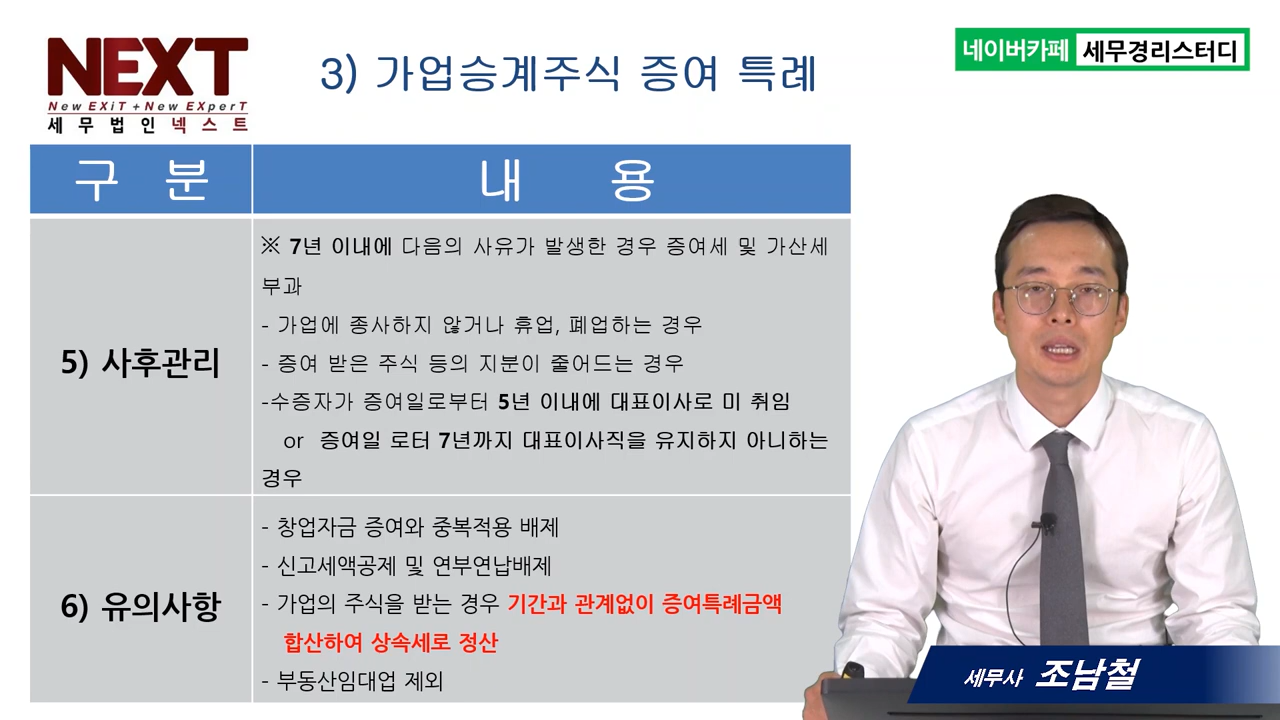 NEXT
New EXiT + New EXperT
세무법인넥스트
3) 가업승계주식 증여 특례
네이버카페 세무경리스터디
구 분 내 용
※ 7년 이내에 다음의 사유가 발생한 경우 증여세 및 가산세
부과
- 가업에 종사하지 않거나 휴업, 폐업하는 경우
- 증여 받은 주식 등의 지분이 줄어드는 경우
5) 사후관리
-수증자가 증여일로부터 5년 이내에 대표이사로 미 취임
or 증여일 로터 7년까지 대표이사직을 유지하지 아니하는
경우
- 창업자금 증여와 중복적용 배제
- 신고세액공제 및 연부연납배제
6) 유의사항
- 가업의 주식을 받는 경우 기간과 관계없이 증여특례금액
합산하여 상속세로 정산
- 부동산임대업 제외
세무사 조남철